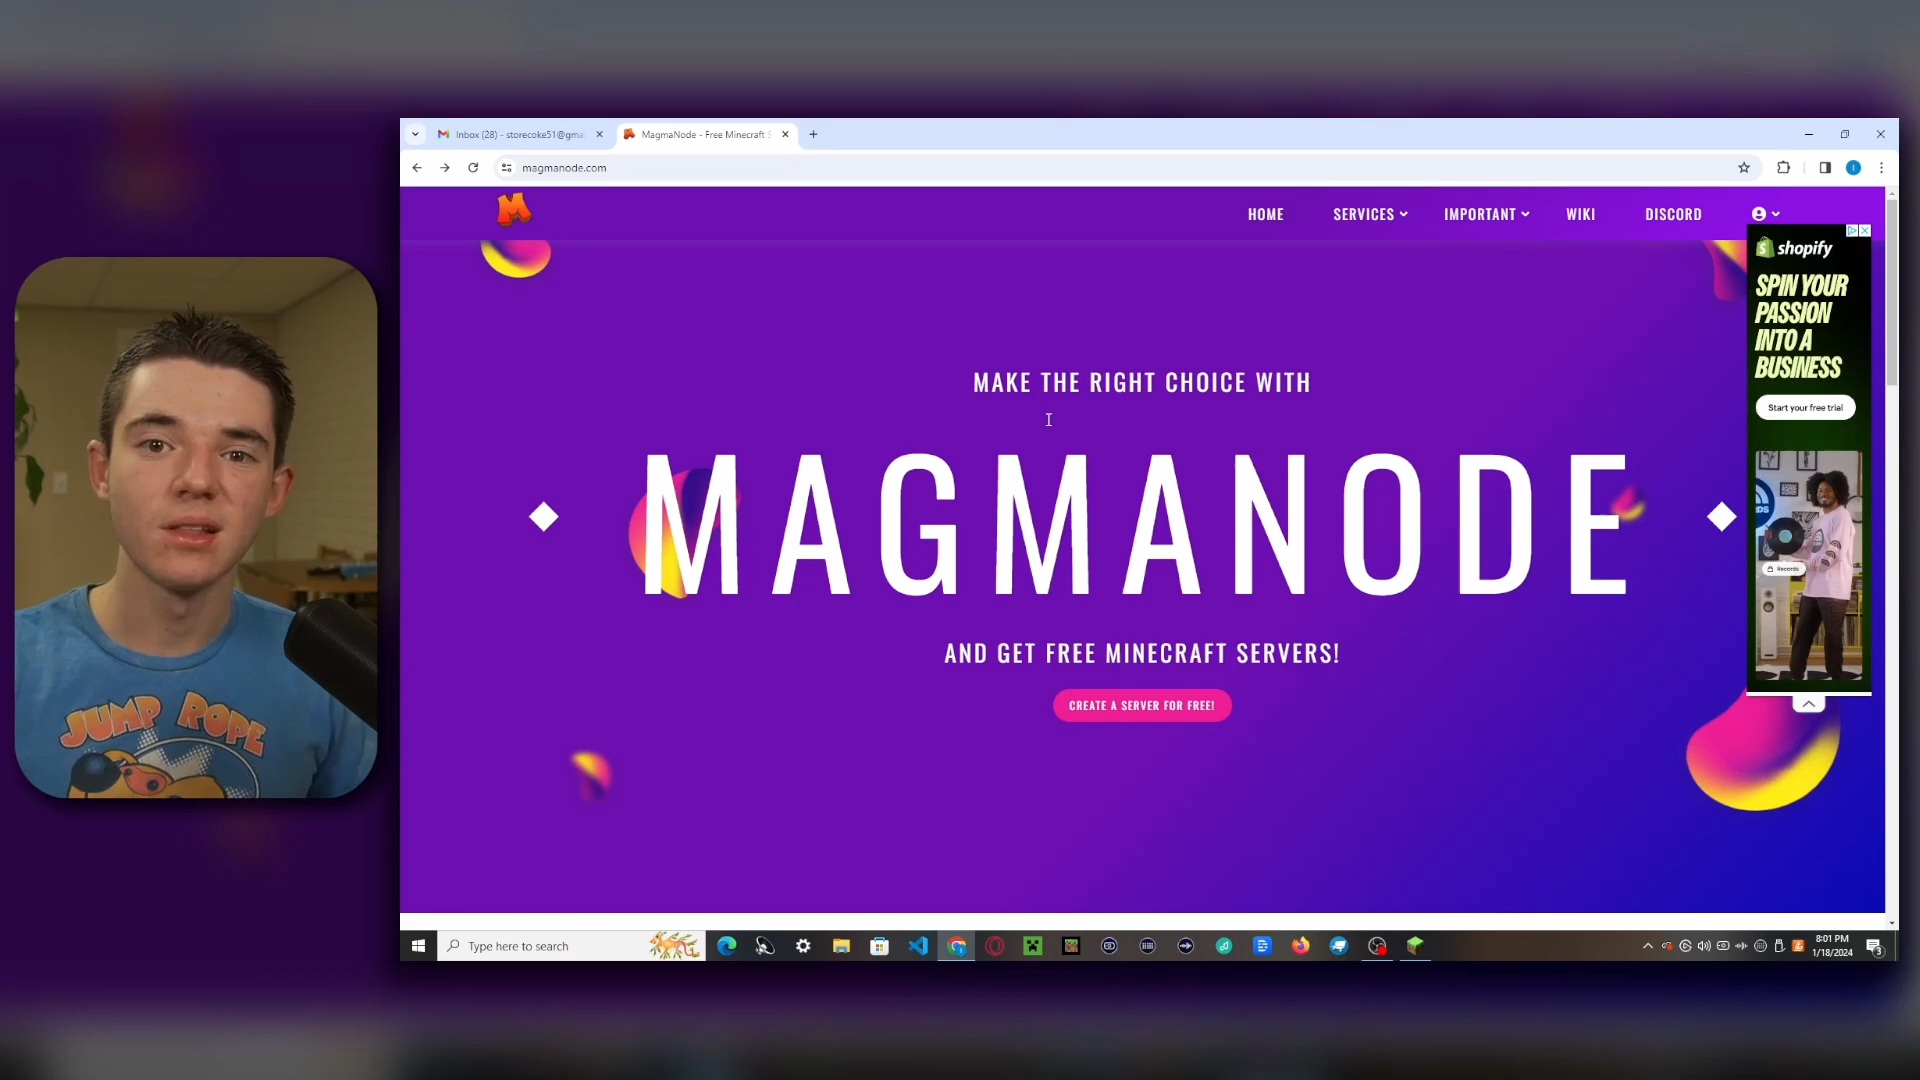 Inbox (28) - storecoke51@gma
MagmaNode - Free Minecraft S
magmanode.com
HOME
SERVICES
IMPORTANT
WIKI
DISCORD
shopify
SPIN YOUR
PASSION
INTO A
BUSINESS
Start your free trial
Records
MAKE THE RIGHT CHOICE WITH
MAGMANODE
AND GET FREE MINECRAFT SERVERS!
CREATE A SERVER FOR FREE!
JUMP ROPE
Type here to search
8:01 PM
1/18/2024
3